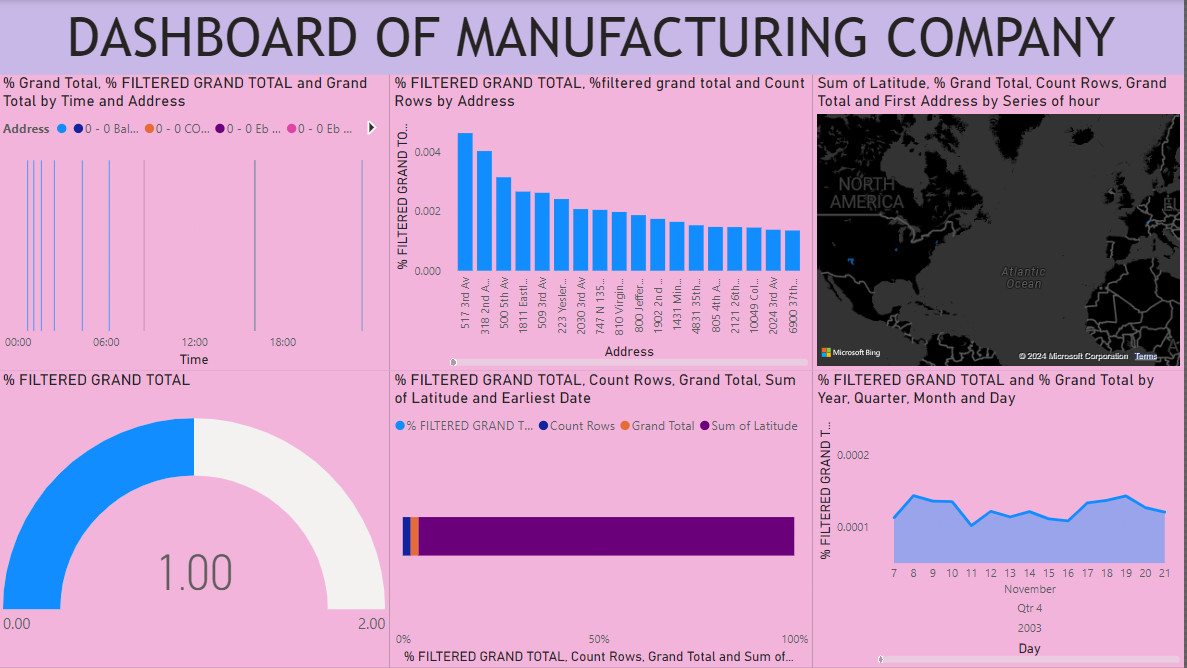 DASHBOARD OF MANUFACTURING COMPANY
% Grand Total, % FILTERED GRAND TOTAL and Grand
Total by Time and Address
Address 0 - 0 Bal... 0 - 0 CO... 0 - 0 Eb ... 0 - 0 Eb ...
00:00 06:00 12:00 18:00
Time
% FILTERED GRAND TOTAL, %filtered grand total and Count
Rows by Address
% FILTERED GRAND TO...
0.004
0.002
0.000
517 3rd Av
318 2nd A...
500 5th Av
1811 Eastl...
509 3rd Av
223 Yesler...
2030 3rd Av
747 N 135...
810 Virgin...
800 Jeffer...
1902 2nd ...
1431 Min...
4831 35th...
805 4th A...
2121 26th...
10049 Col...
2024 3rd Av
6900 37th...
Address
Sum of Latitude, % Grand Total, Count Rows, Grand
Total and First Address by Series of hour
NORTH
AMERICA
Atlantic
Ocean
Microsoft Bing
© 2024 Microsoft Corporation Terms
% FILTERED GRAND TOTAL
1.00
0.00 2.00
% FILTERED GRAND TOTAL, Count Rows, Grand Total, Sum
of Latitude and Earliest Date
% FILTERED GRAND T... Count Rows Grand Total Sum of Latitude
0% 50% 100%
% FILTERED GRAND TOTAL, Count Rows, Grand Total and Sum of...
% FILTERED GRAND TOTAL and % Grand Total by
Year, Quarter, Month and Day
% FILTERED GRAND T...
0.0002
0.0001
7 8 9 10 11 12 13 14 15 16 17 18 19 20 21
November
Qtr 4
2003
Day